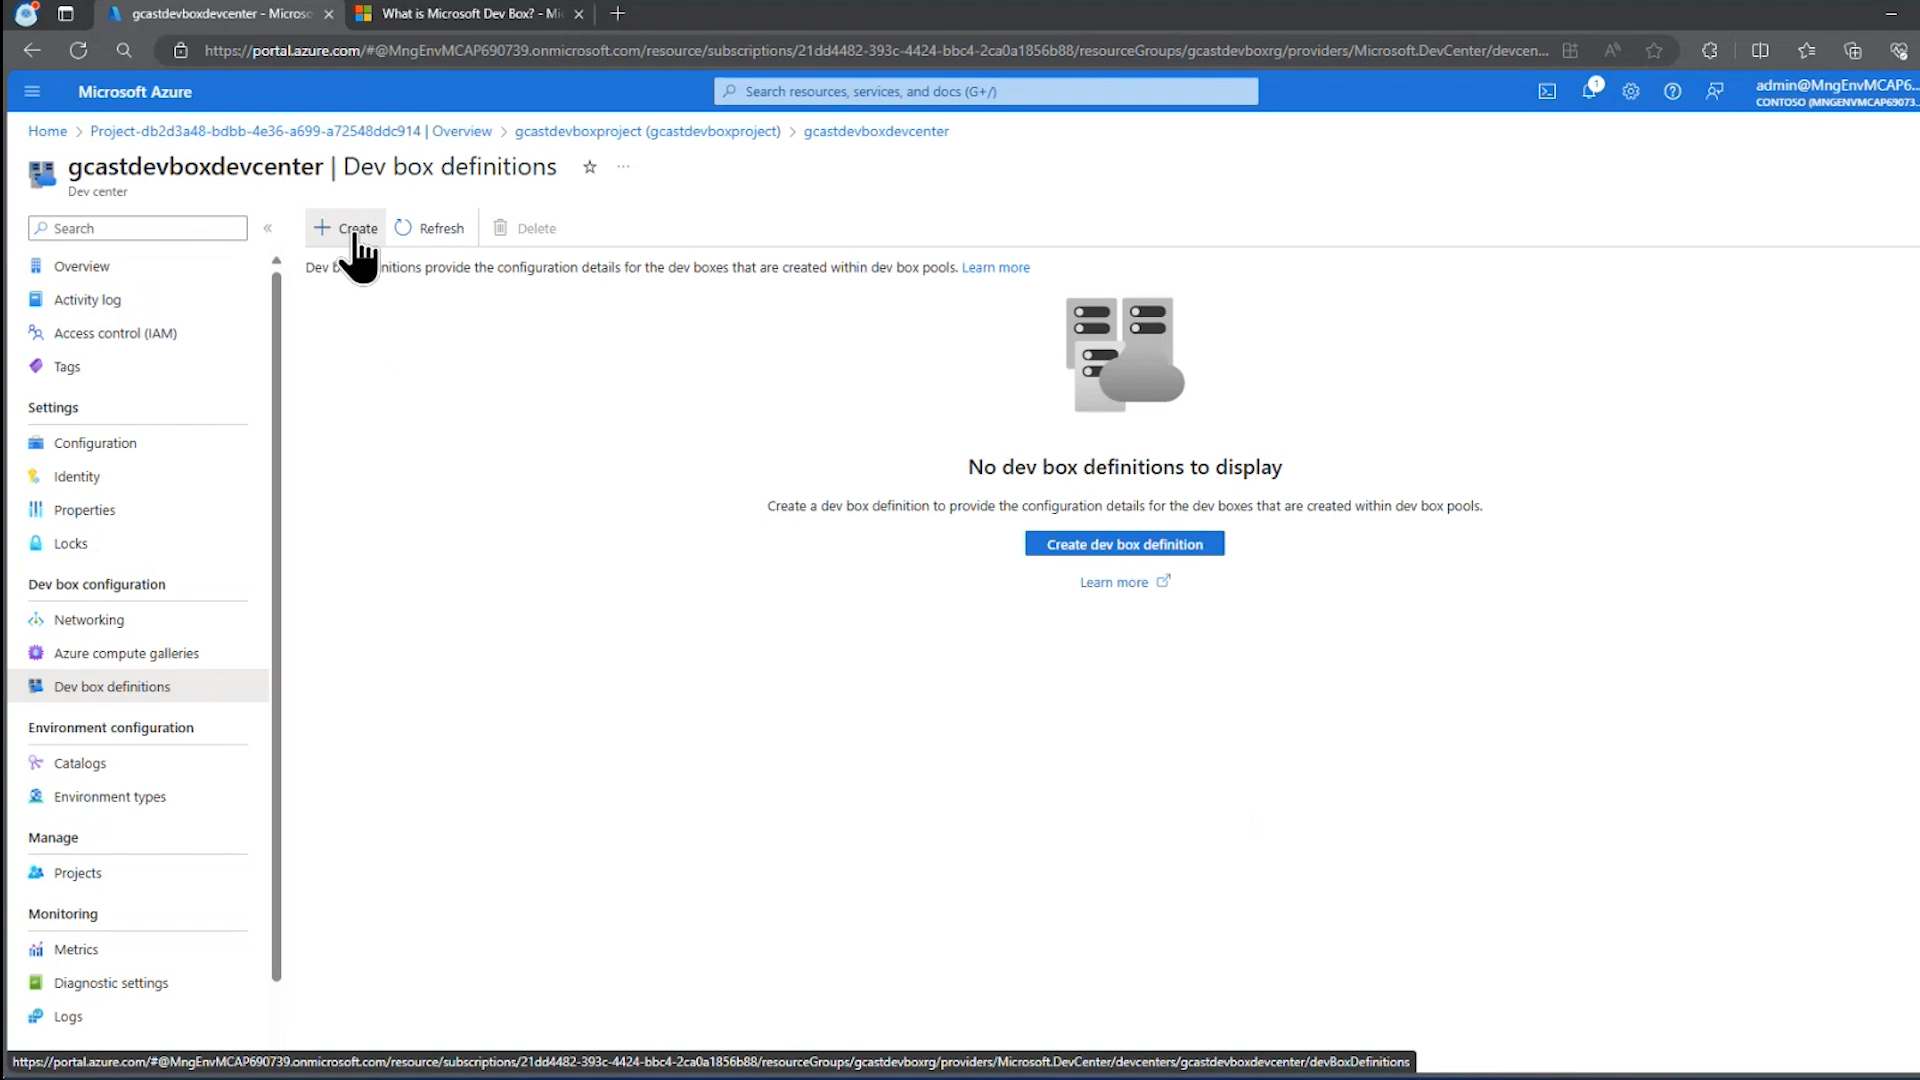 gcastdevboxdevcenter - Microso
What is Microsoft Dev Box? - Mi
https://portal.azure.com/#@MngEnvMCAP690739.onmicrosoft.com/resource/subscriptions/21dd4482-393c-4424-bbc4-2ca0a1856b88/resourceGroups/gcastdevboxrg/providers/Microsoft.DevCenter/devcen...
Microsoft Azure
Search resources, services, and docs (G+/)
1
admin@MngEnvMCAP6...
CONTOSO (MNGENVMCAP69073...
Home > Project-db2d3a48-bdbb-4e36-a699-a72548ddc914 | Overview > gcastdevboxproject (gcastdevboxproject) > gcastdevboxdevcenter
gcastdevboxdevcenter | Dev box definitions
Dev center
Search
Create
Refresh
Delete
Dev b nitions provide the configuration details for the dev boxes that are created within dev box pools. Learn more
Overview
Activity log
Access control (IAM)
Tags
Settings
Configuration
Identity
Properties
Locks
Dev box configuration
Networking
Azure compute galleries
Dev box definitions
Environment configuration
Catalogs
Environment types
Manage
Projects
Monitoring
Metrics
Diagnostic settings
Logs
No dev box definitions to display
Create a dev box definition to provide the configuration details for the dev boxes that are created within dev box pools.
Create dev box definition
Learn more
https://portal.azure.com/#@MngEnvMCAP690739.onmicrosoft.com/resource/subscriptions/21dd4482-393c-4424-bbc4-2ca0a1856b88/resourceGroups/gcastdevboxrg/providers/Microsoft.DevCenter/devcenters/gcastdevboxdevcenter/devBoxDefinitions